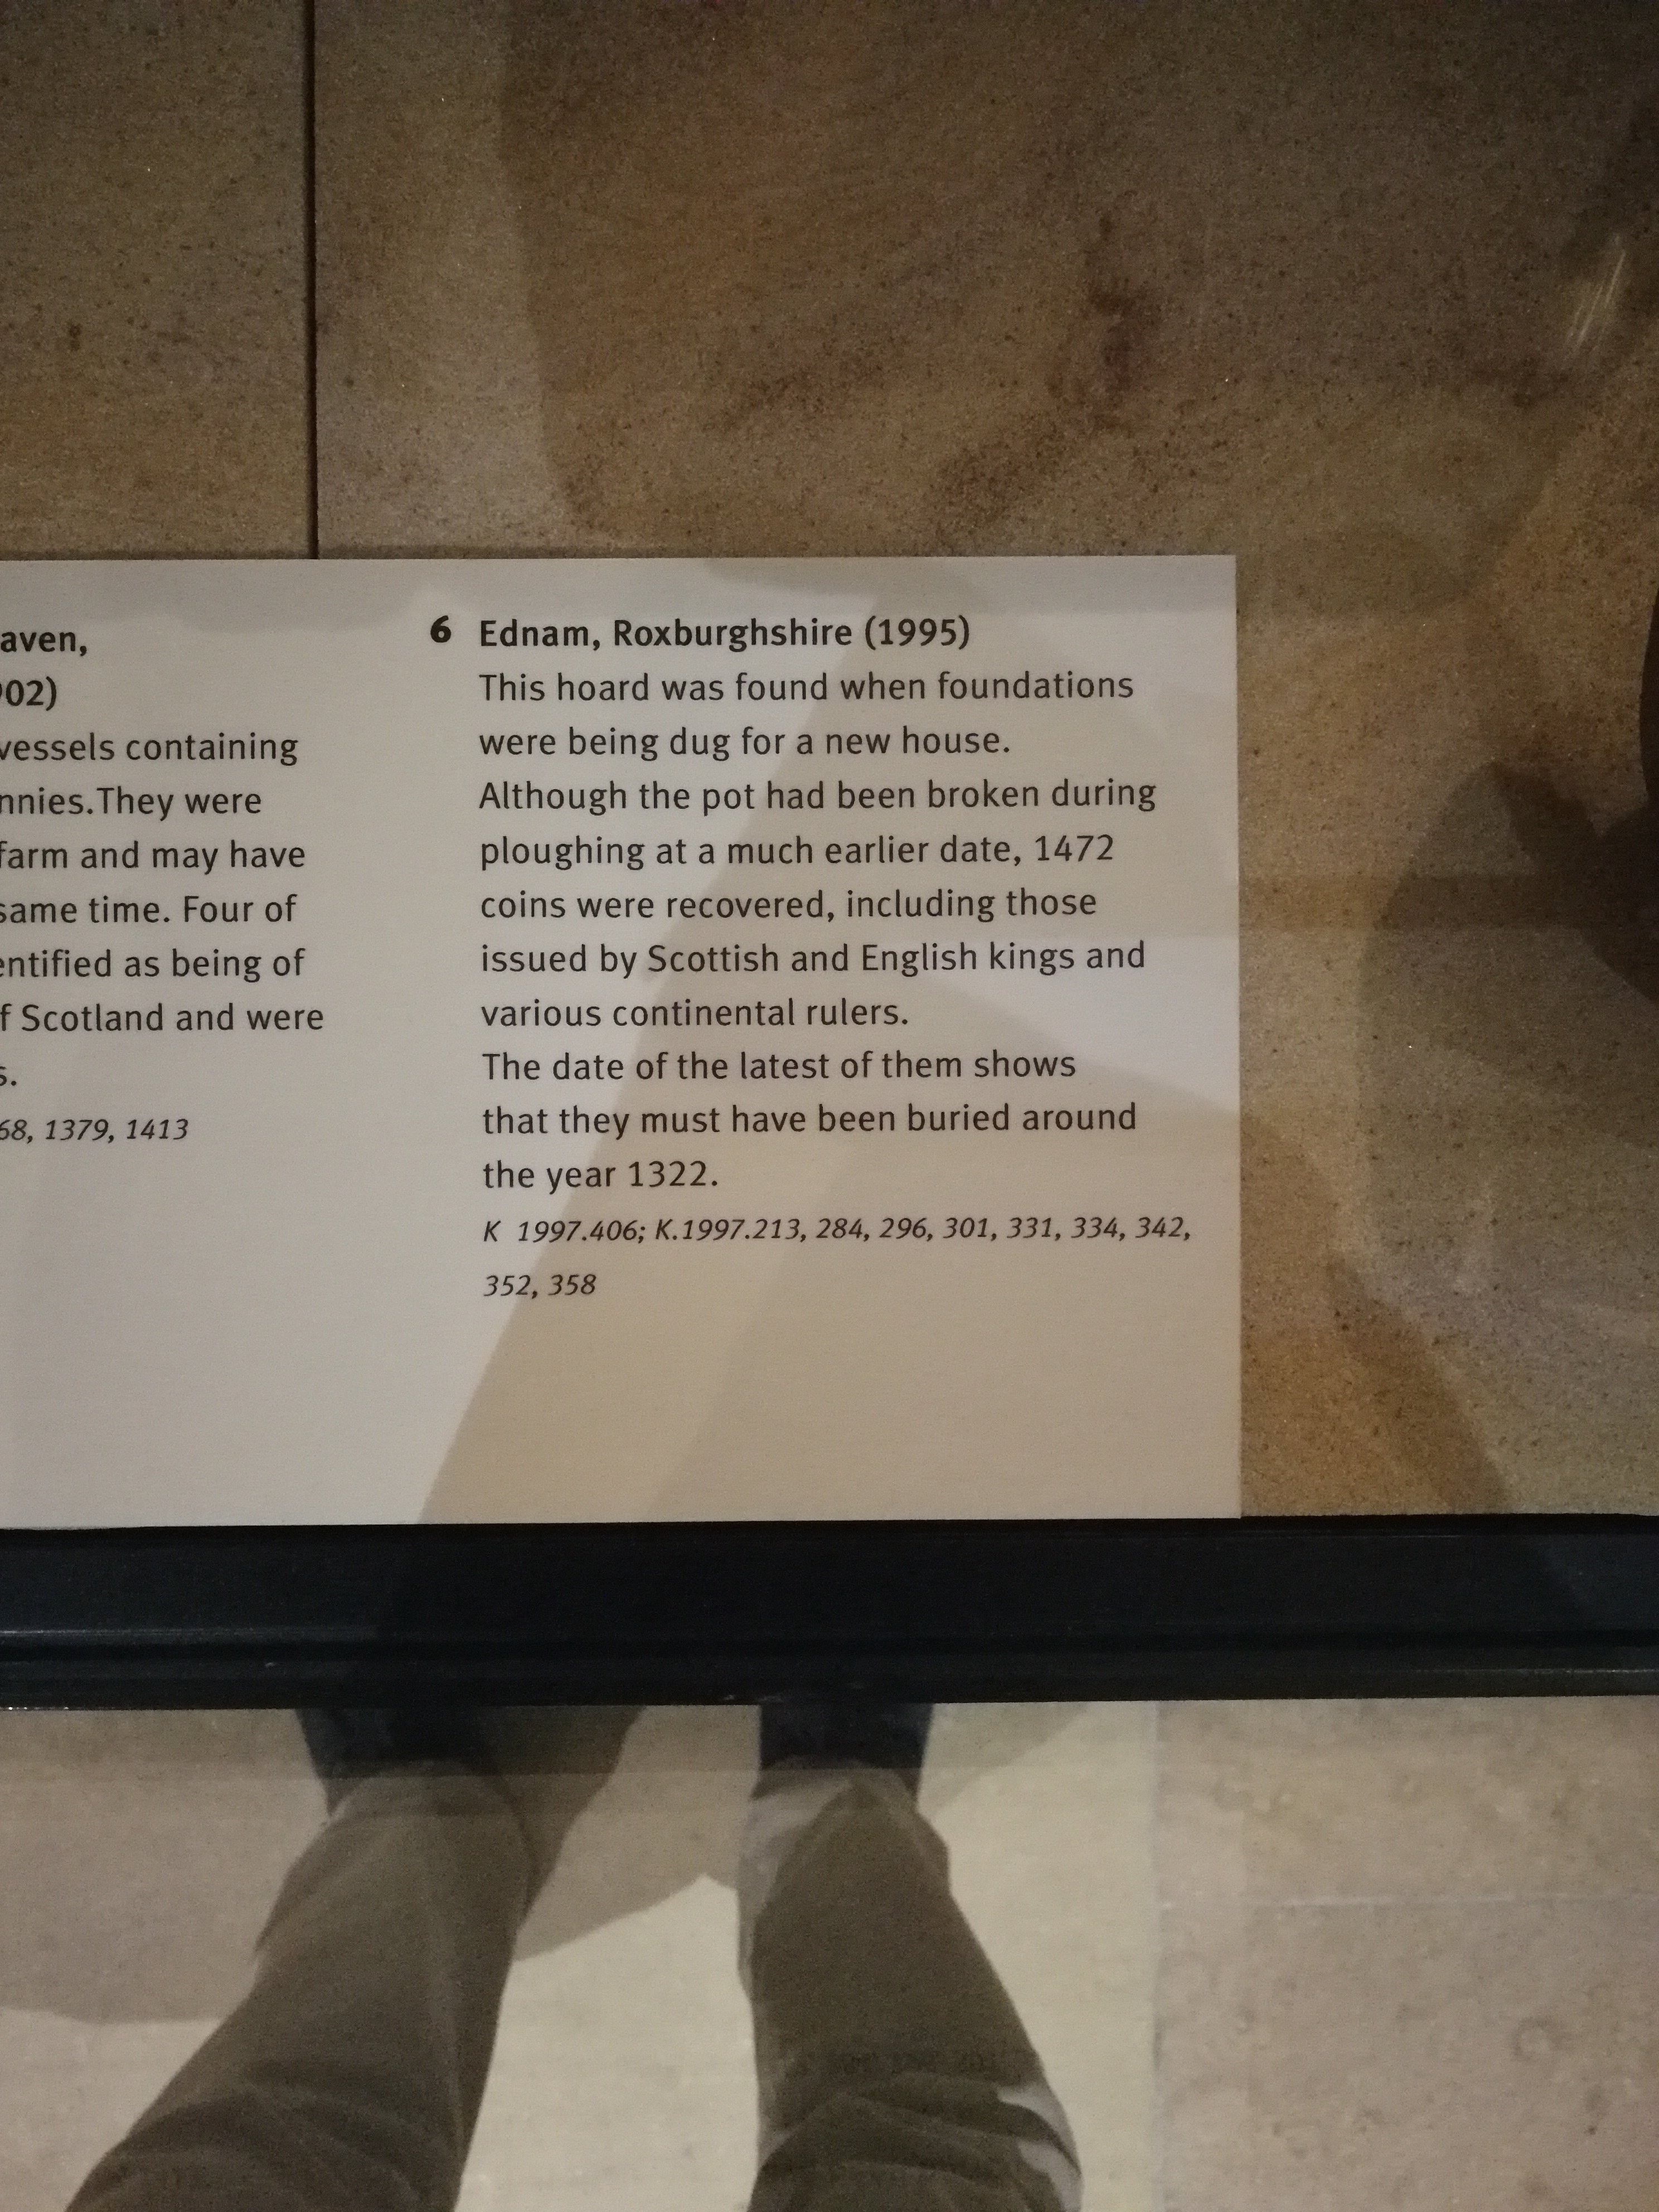 aven,
02)
vessels containing
nnies.They were
farm and may have
same time. Four of
entified as being of
f Scotland and were
s.
68, 1379, 1413
6 Ednam, Roxburghshire (1995)
This hoard was found when foundations
were being dug for a new house.
Although the pot had been broken during
ploughing at a much earlier date, 1472
coins were recovered, including those
issued by Scottish and English kings and
various continental rulers.
The date of the latest of them shows
that they must have been buried around
the year 1322.
K 1997.406; K.1997.213, 284, 296, 301, 331, 334, 342,
352, 358